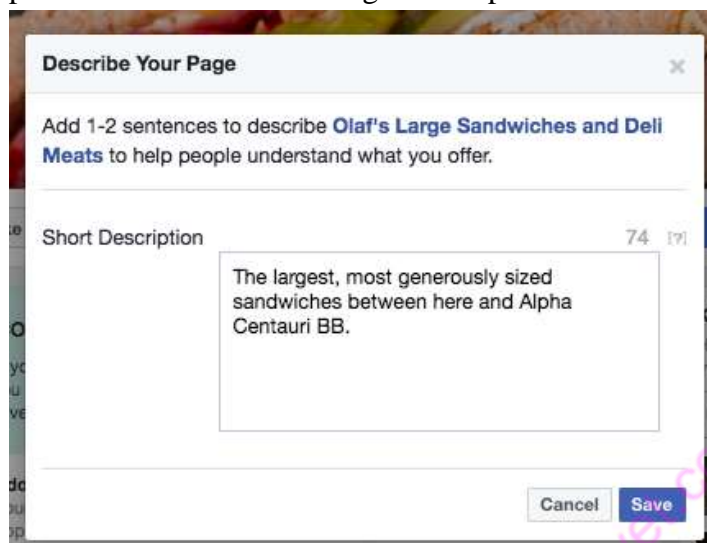 Describe Your Page
Add 1-2 sentences to describe Olaf's Large Sandwiches and Deli
Meats to help people understand what you offer.
Short Description
74 [?]
The largest, most generously sized
sandwiches between here and Alpha
Centauri BB.
Cancel Save